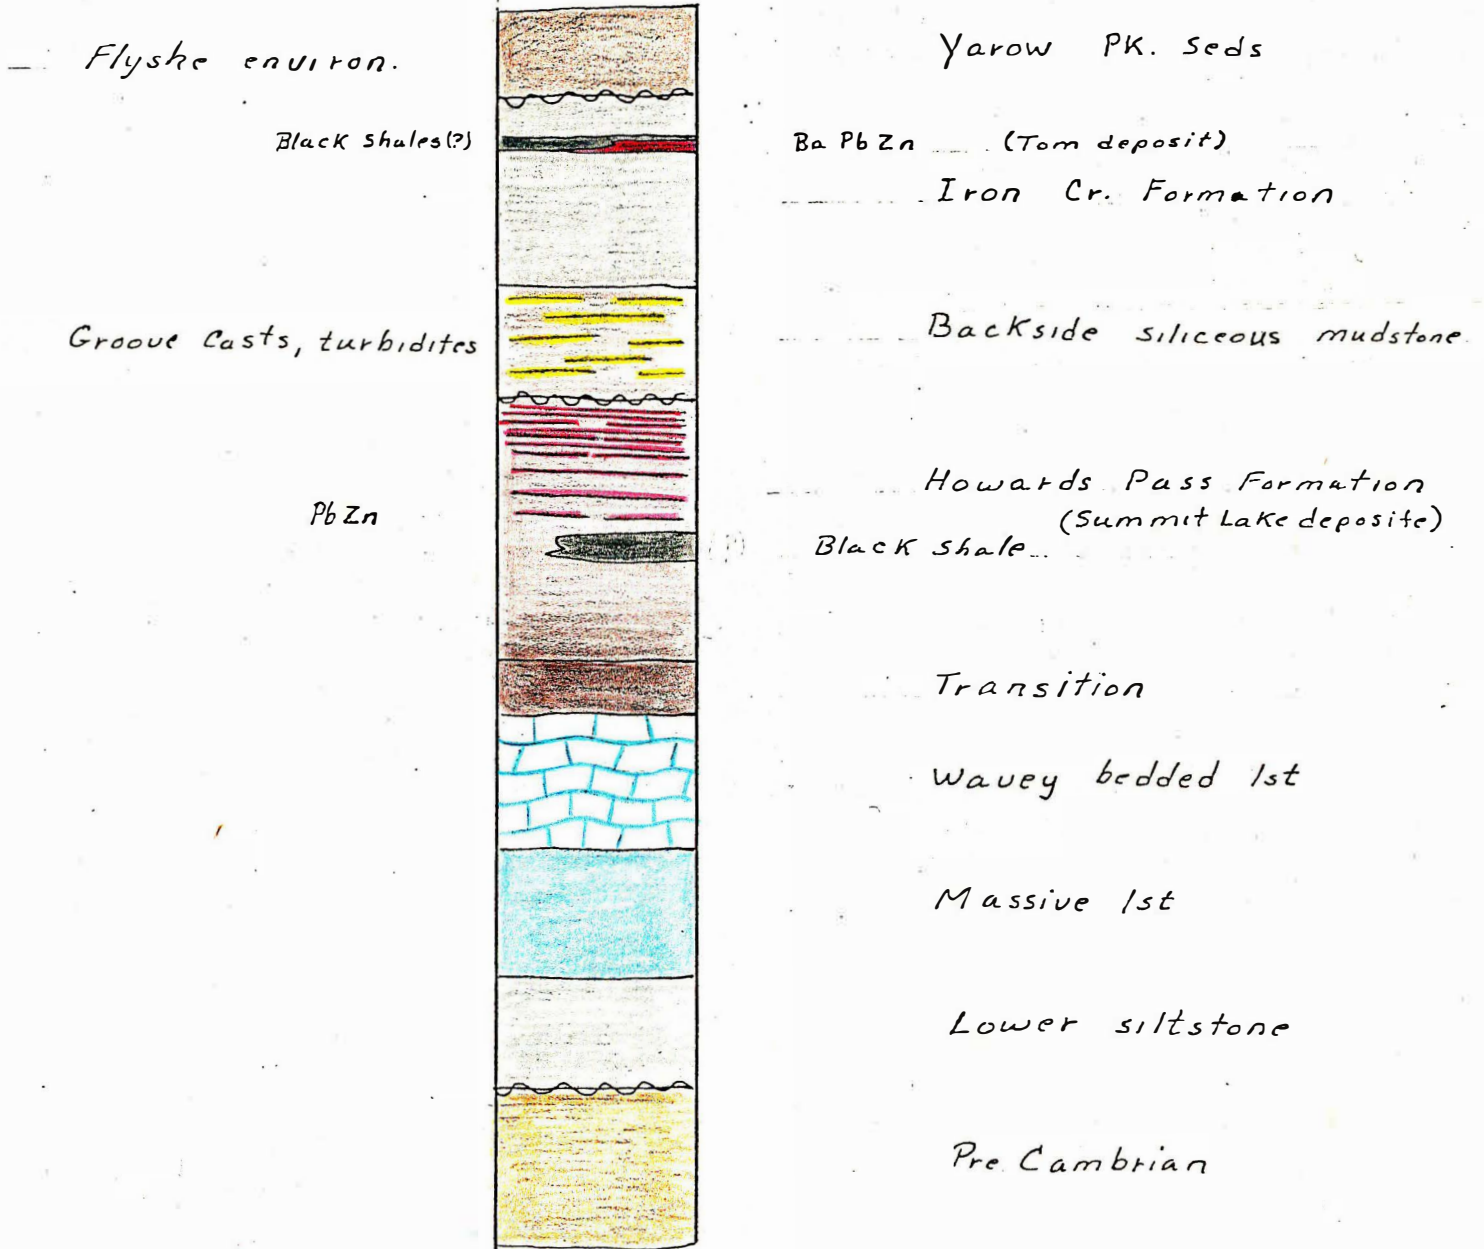 Flyshe environ.
Yarow PK. Seds
Black Shales(?)
Ba Pb Zn (Tom deposit)
Iron Cr. Formation
Groove Casts, turbidites
Backside siliceous mudstone
Howards Pass Formation
Pb Zn
(Summit Lake deposite)
Black shale
Transition
Wavey bedded lst
Massive lst
Lower siltstone
Pre Cambrian